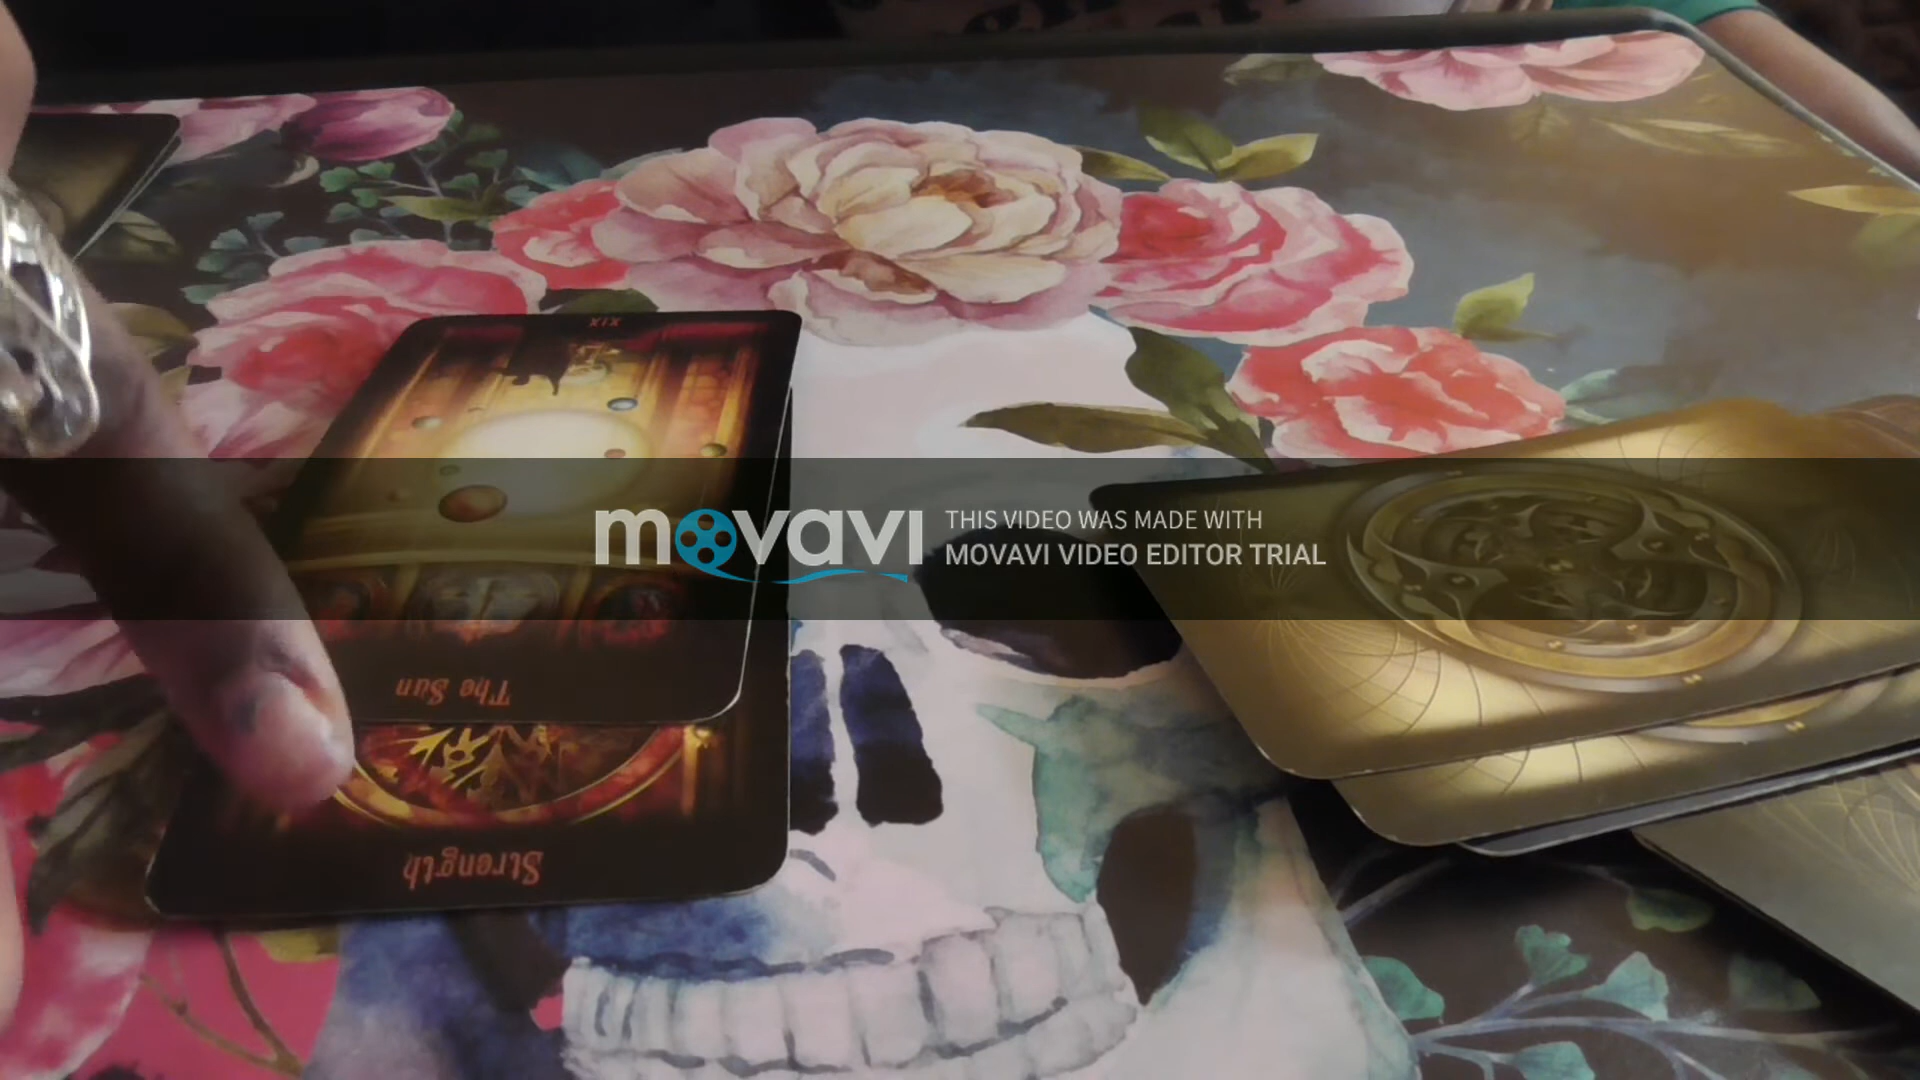 XIX
movavi
THIS VIDEO WAS MADE WITH
MOVAVI VIDEO EDITOR TRIAL
The Sun
Strength